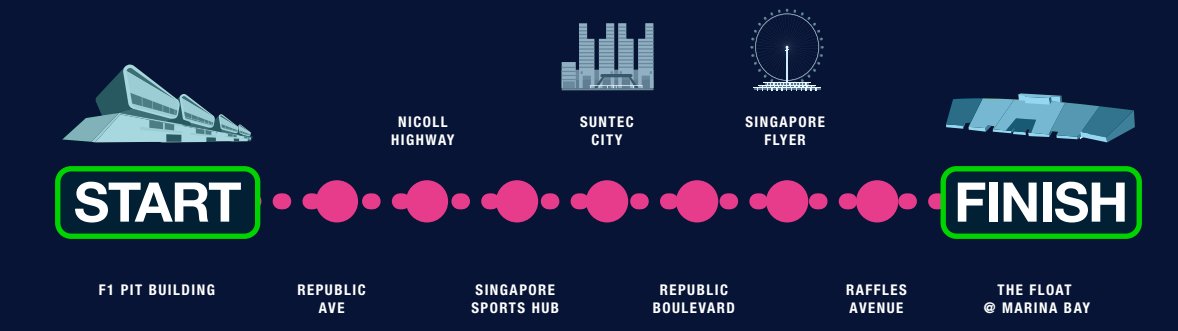 NICOLL
HIGHWAY
SUNTEC
CITY
SINGAPORE
FLYER
START
FINISH
F1 PIT BUILDING
REPUBLIC
AVE
SINGAPORE
SPORTS HUB
REPUBLIC
BOULEVARD
RAFFLES
AVENUE
THE FLOAT
@ MARINA BAY